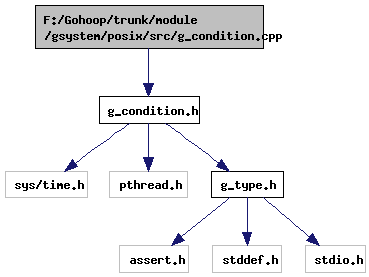 F:/Gohoop/trunk/module
/gsystem/posix/src/g_condition.cpp
g_condition.h
sys/time.h
pthread.h
g_type.h
assert.h
stddef.h
stdio.h